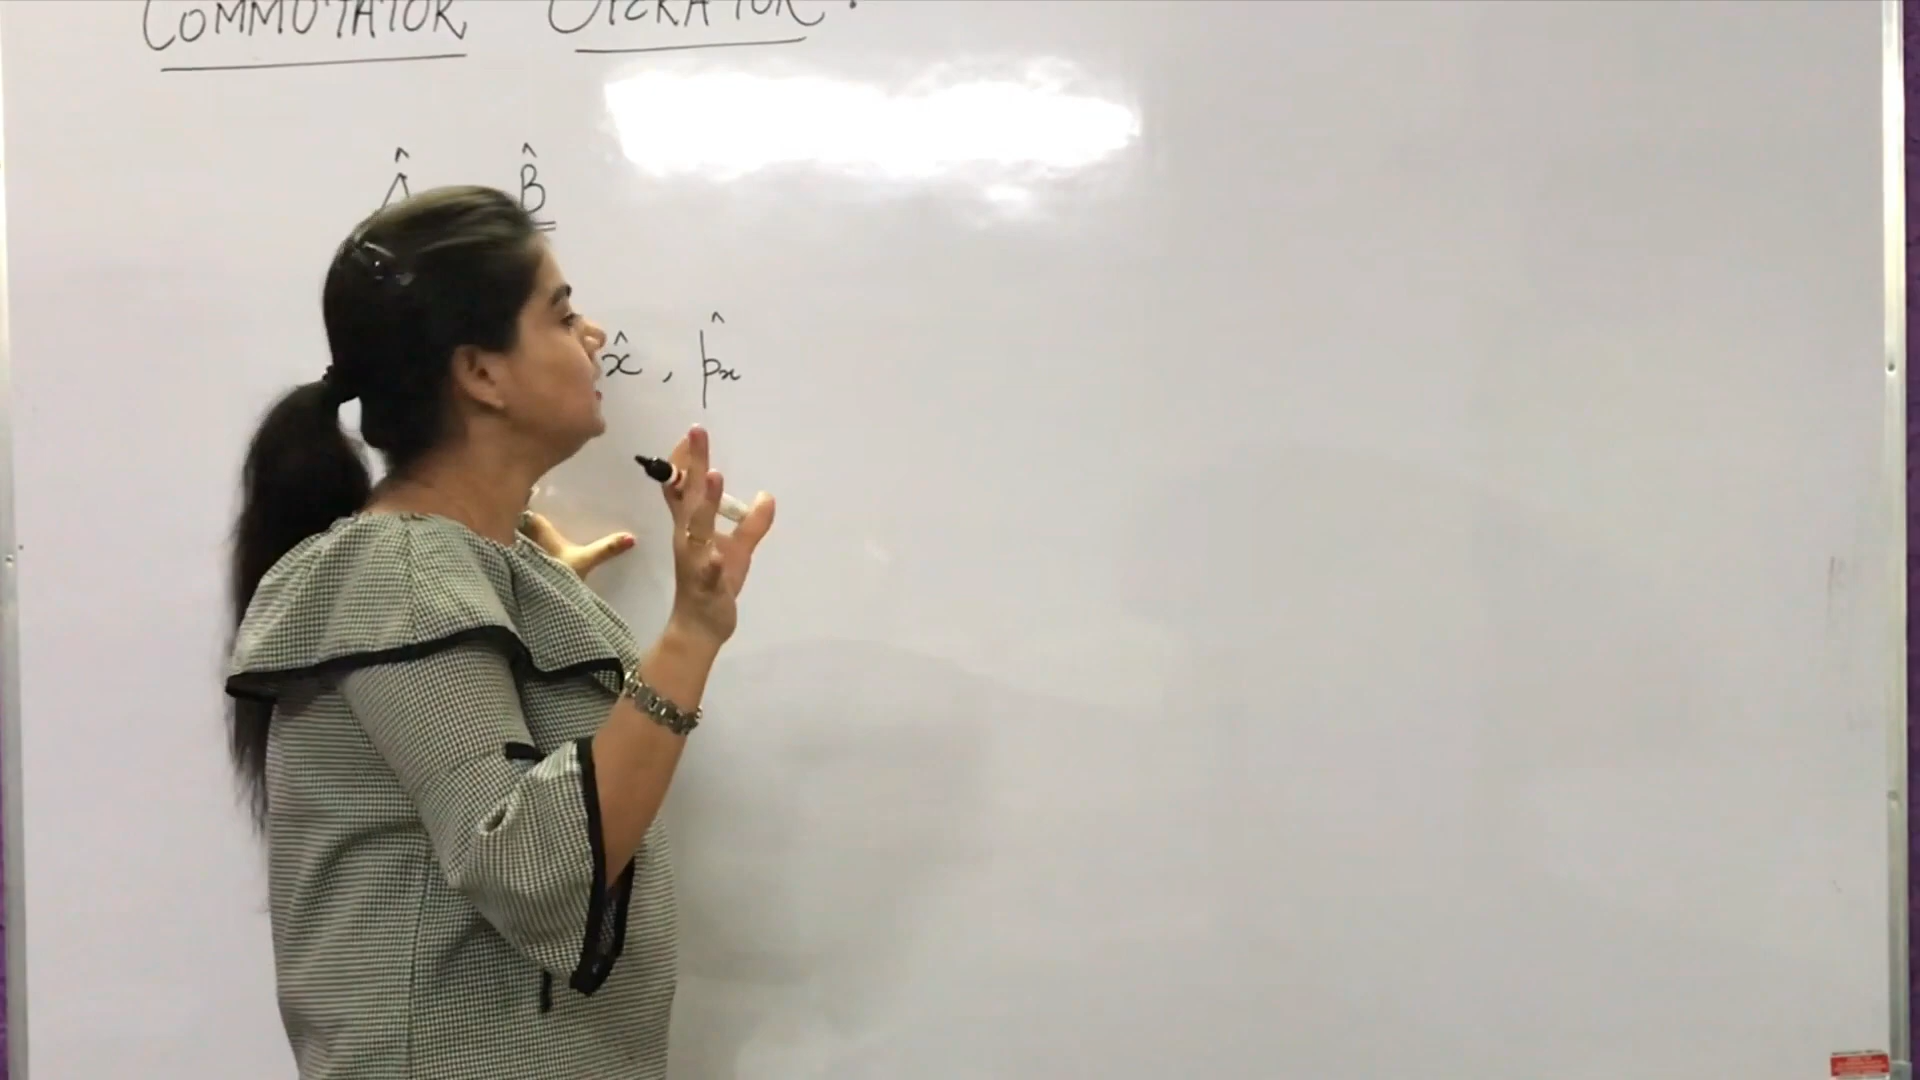 COMMUTATOR OPERATOR :
Â B̂
x̂ , p̂ₓ